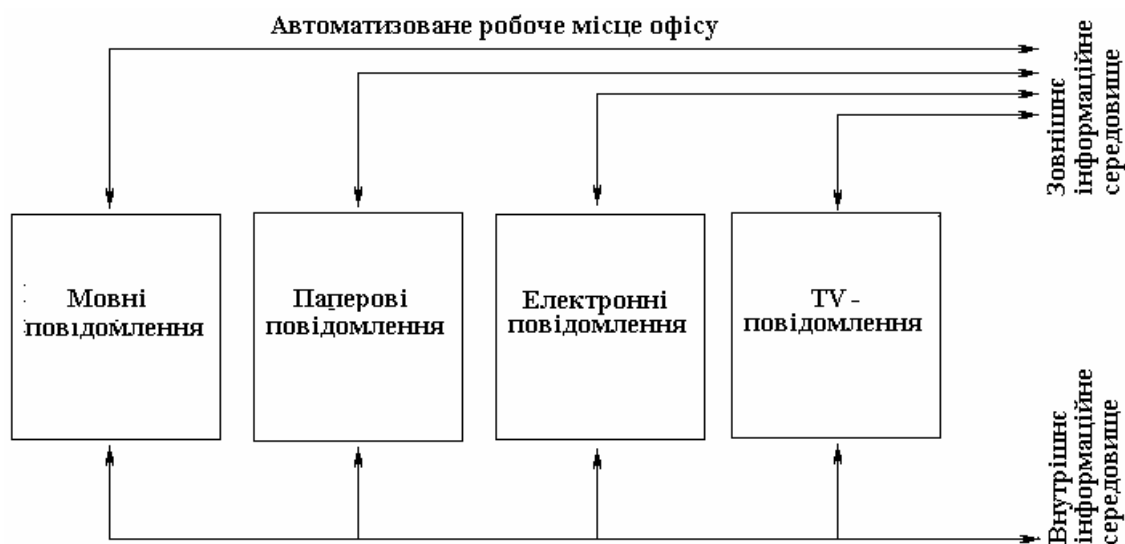 Автоматизоване робоче місце офісу
Зовнішнє
інформаційне
середовище
Мовні
повідомлення
Паперові
повідомлення
Електронні
повідомлення
TV -
повідомлення
Внутрішнє
інформаційне
середовище